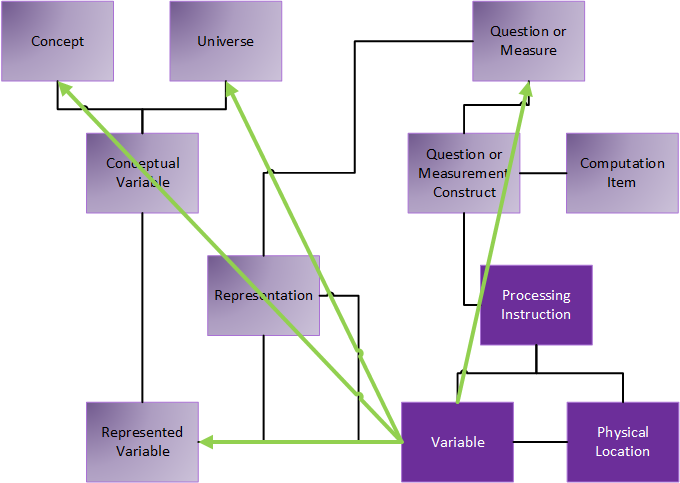 Concept
Universe
Question or
Measure
Conceptual
Variable
Question or
Measurement
Construct
Computation
Item
Representation
Processing
Instruction
Represented
Variable
Variable
Physical
Location